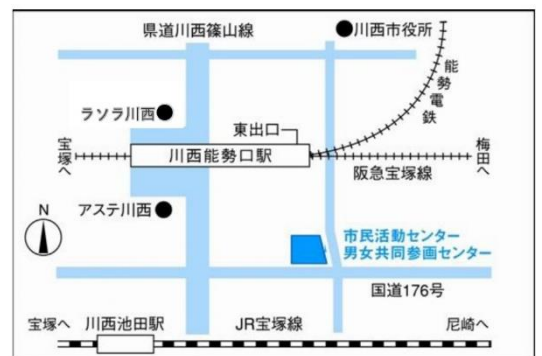 県道川西篠山線
川西市役所
能勢電鉄
ラソラ川西
東出口
宝塚へ
川西能勢口駅
梅田へ
阪急宝塚線
アステ川西
N
市民活動センター
男女共同参画センター
国道176号
宝塚へ
川西池田駅
JR宝塚線
尼崎へ